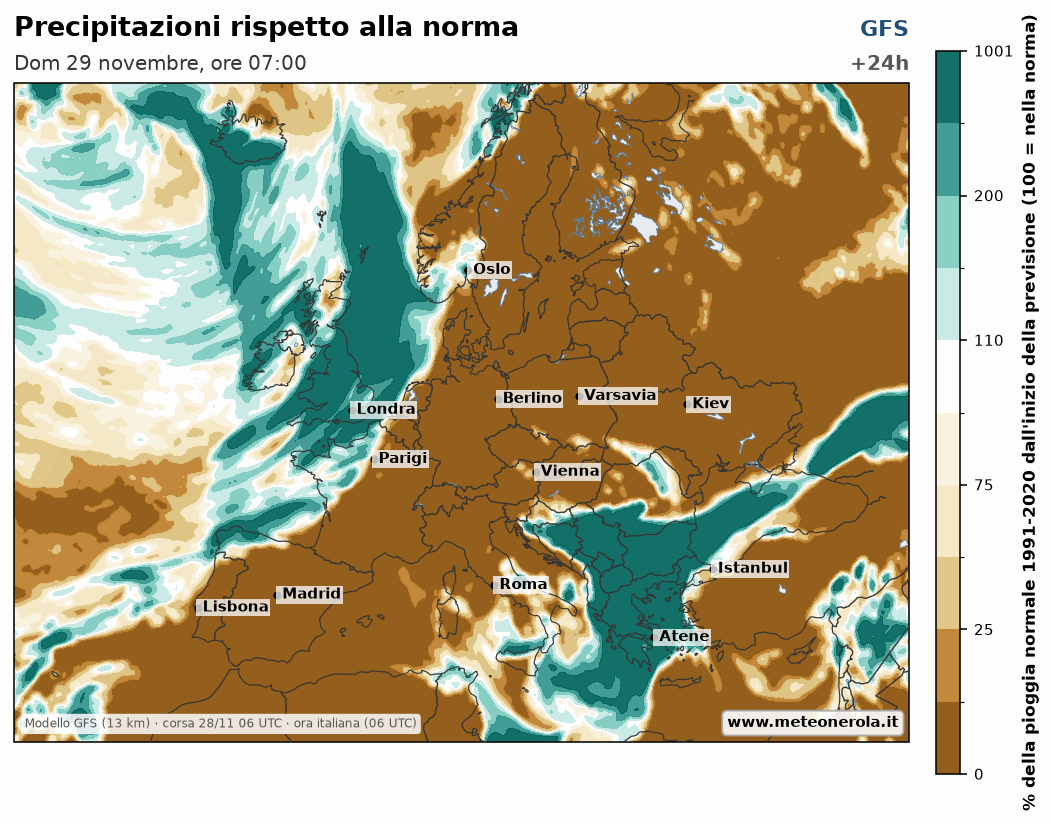 Precipitazioni rispetto alla norma
GFS
Dom 29 novembre, ore 07:00
+24h
1001
200
110
75
25
0
% della pioggia normale 1991-2020 dall'inizio della previsione (100 = nella norma)
Oslo
Londra
Berlino
Varsavia
Kiev
Parigi
Vienna
Istanbul
Roma
Madrid
Lisbona
Atene
Modello GFS (13 km) · corsa 28/11 06 UTC · ora italiana (06 UTC)
www.meteonerola.it